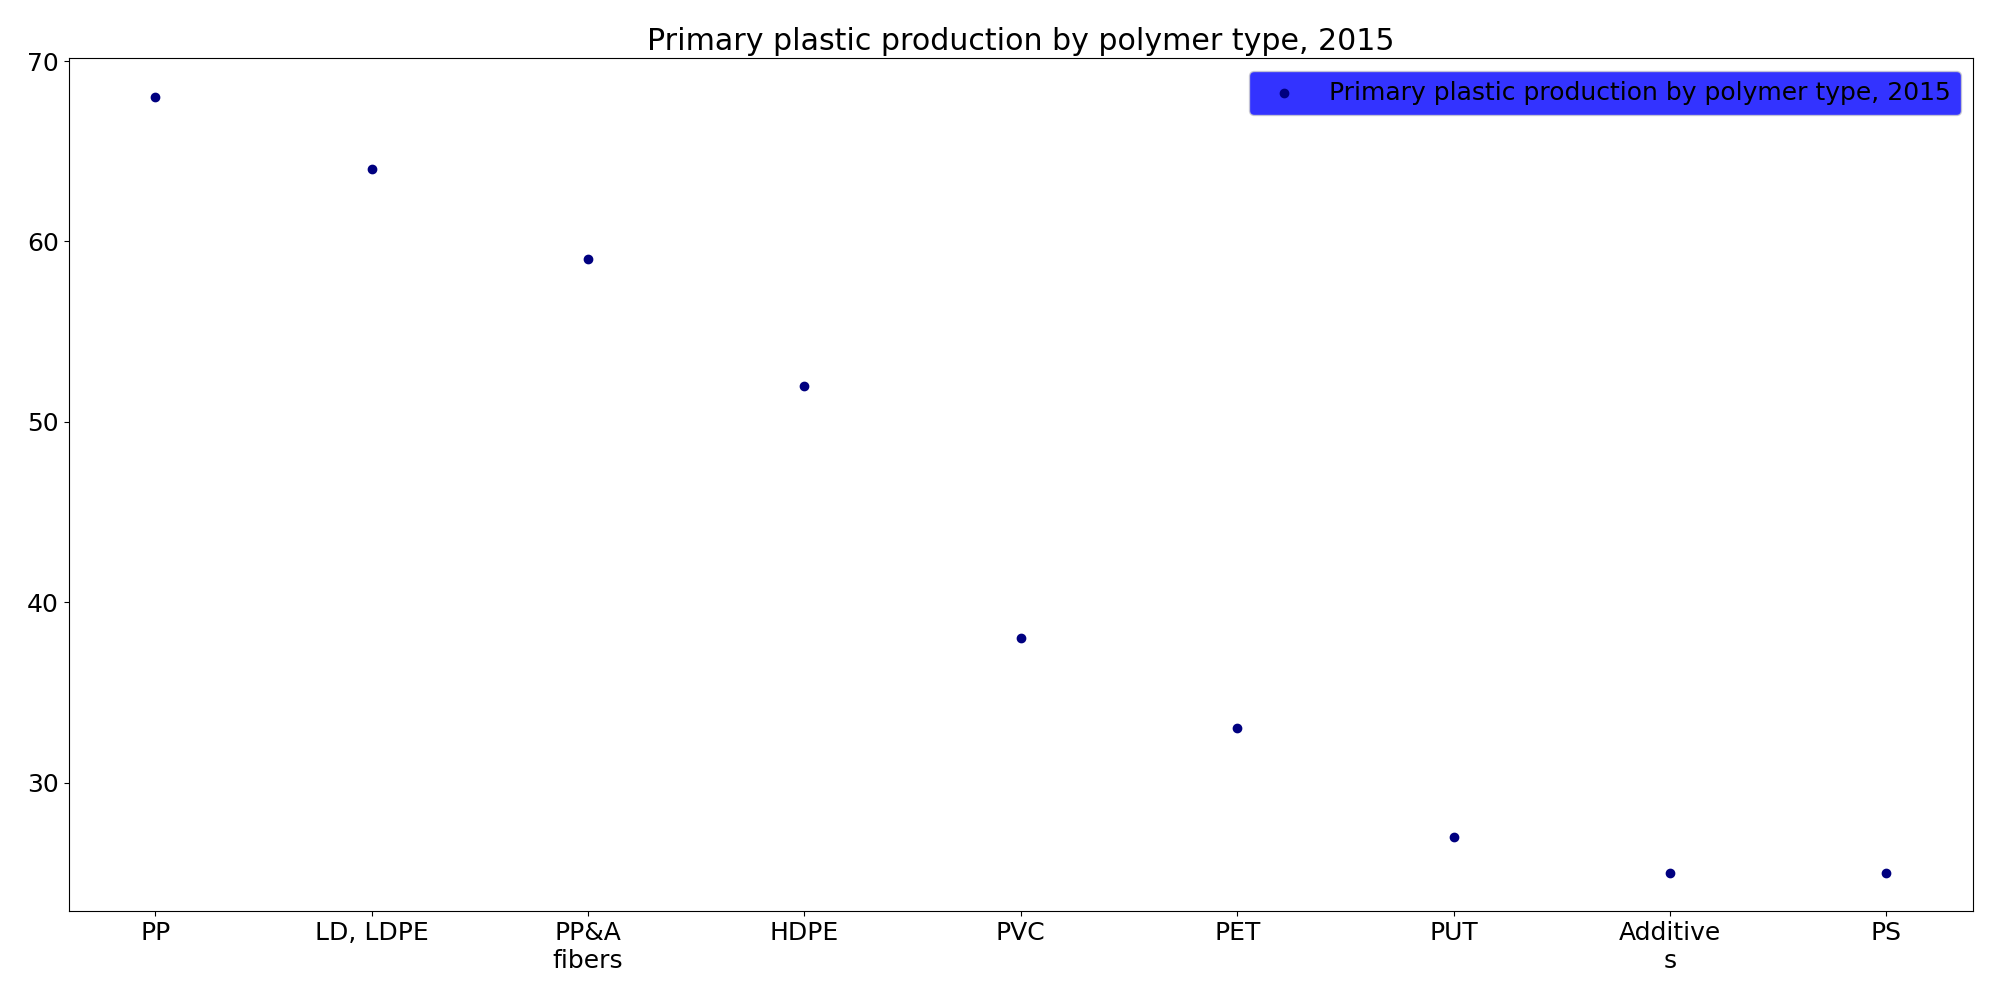 Primary plastic production by polymer type, 2015
Primary plastic production by polymer type, 2015
70
60
50
40
30
PP
LD, LDPE
PP&A
fibers
HDPE
PVC
PET
PUT
Additive
s
PS